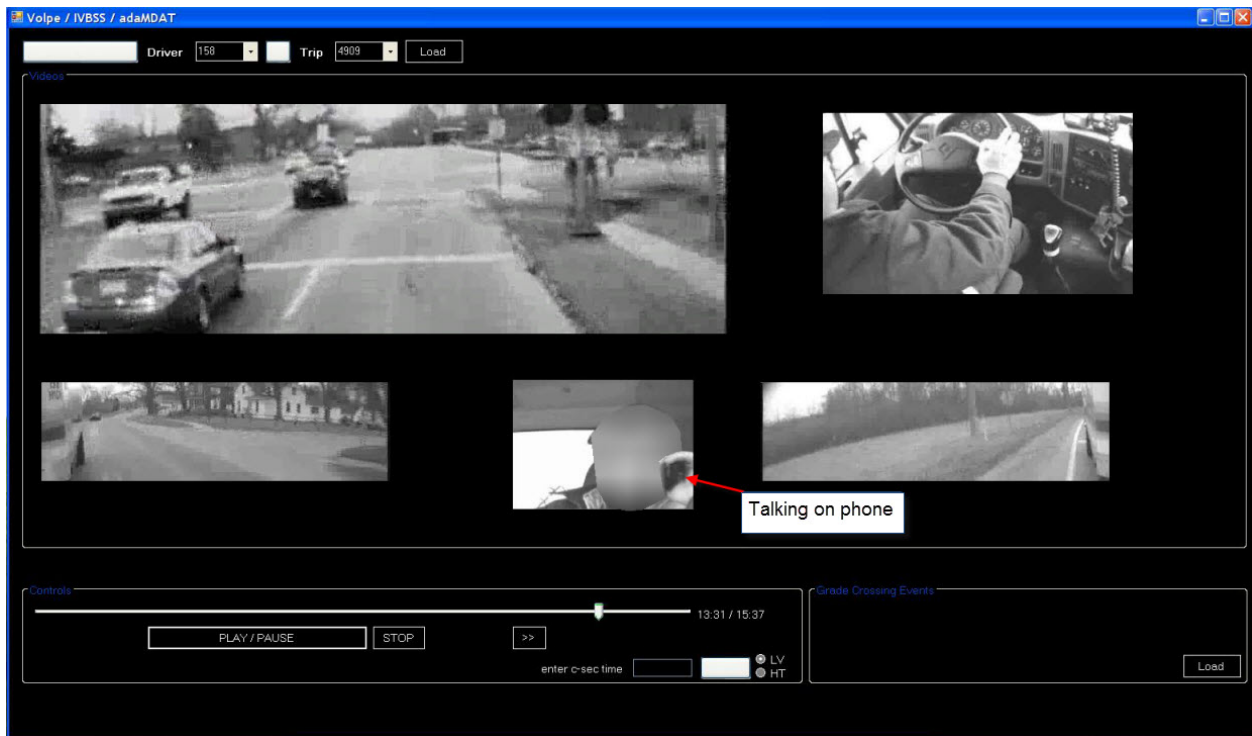 Volpe / IVBSS / adaMDAT
Driver 158 Trip 4909 Load
Videos
Talking on phone
Controls
13:31 / 15:37
PLAY / PAUSE STOP >>
enter c-sec time LV
HT
Grade Crossing Events
Load